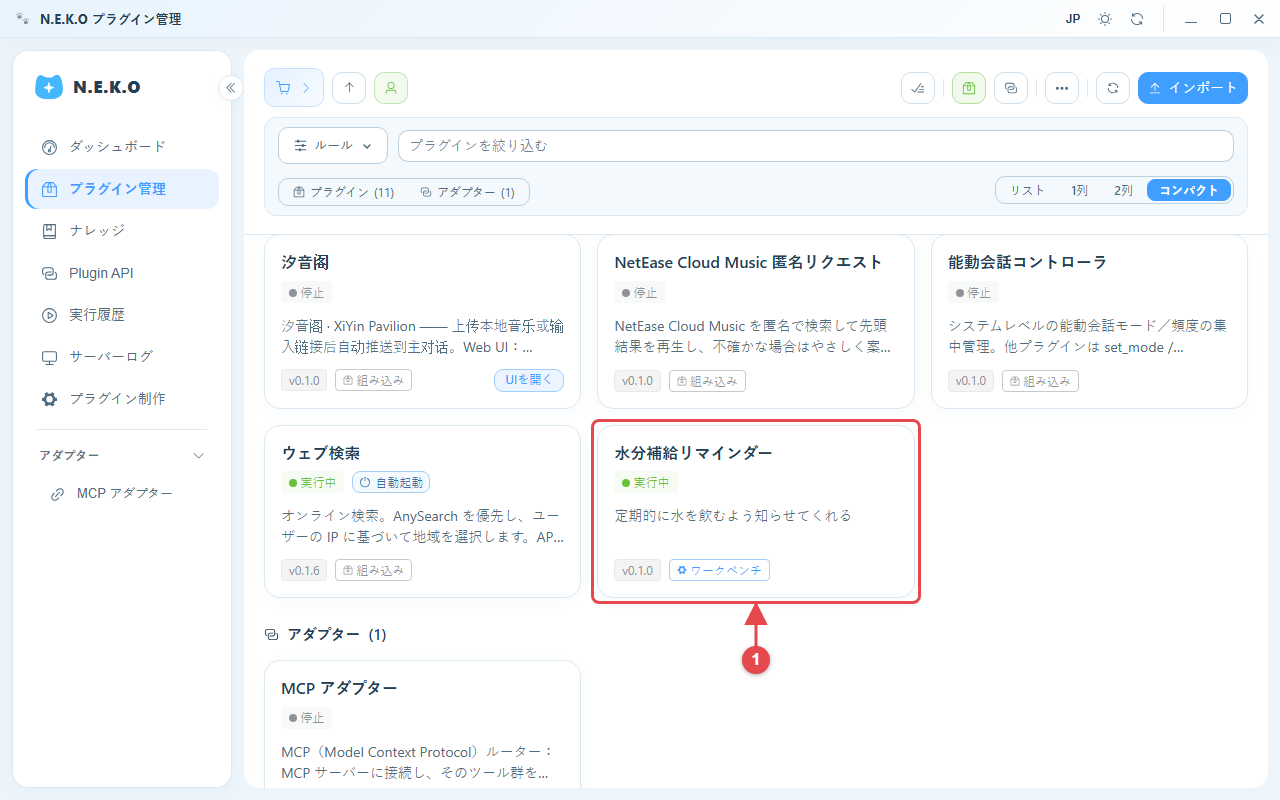 N.E.K.O プラグイン管理
JP
N.E.K.O
ダッシュボード
プラグイン管理
ナレッジ
Plugin API
実行履歴
サーバーログ
プラグイン制作
アダプター
MCP アダプター
インポート
ルール
プラグインを絞り込む
プラグイン (11)
アダプター (1)
リスト
1列
2列
コンパクト
汐音阁
停止
汐音阁 · XiYin Pavilion —— 上传本地音乐或输
入链接后自动推送到主对话。Web UI：...
v0.1.0
組み込み
UIを開く
NetEase Cloud Music 匿名リクエスト
停止
NetEase Cloud Music を匿名で検索して先頭
結果を再生し、不確かな場合はやさしく案...
v0.1.0
組み込み
能動会話コントローラ
停止
システムレベルの能動会話モード／頻度の集
中管理。他プラグインは set_mode /...
v0.1.0
組み込み
ウェブ検索
実行中
自動起動
オンライン検索。AnySearch を優先し、ユー
ザーの IP に基づいて地域を選択します。AP...
v0.1.6
組み込み
水分補給リマインダー
実行中
定期的に水を飲むよう知らせてくれる
v0.1.0
ワークベンチ
1
アダプター (1)
MCP アダプター
停止
MCP（Model Context Protocol）ルーター：
MCP サーバーに接続し、そのツール群を...